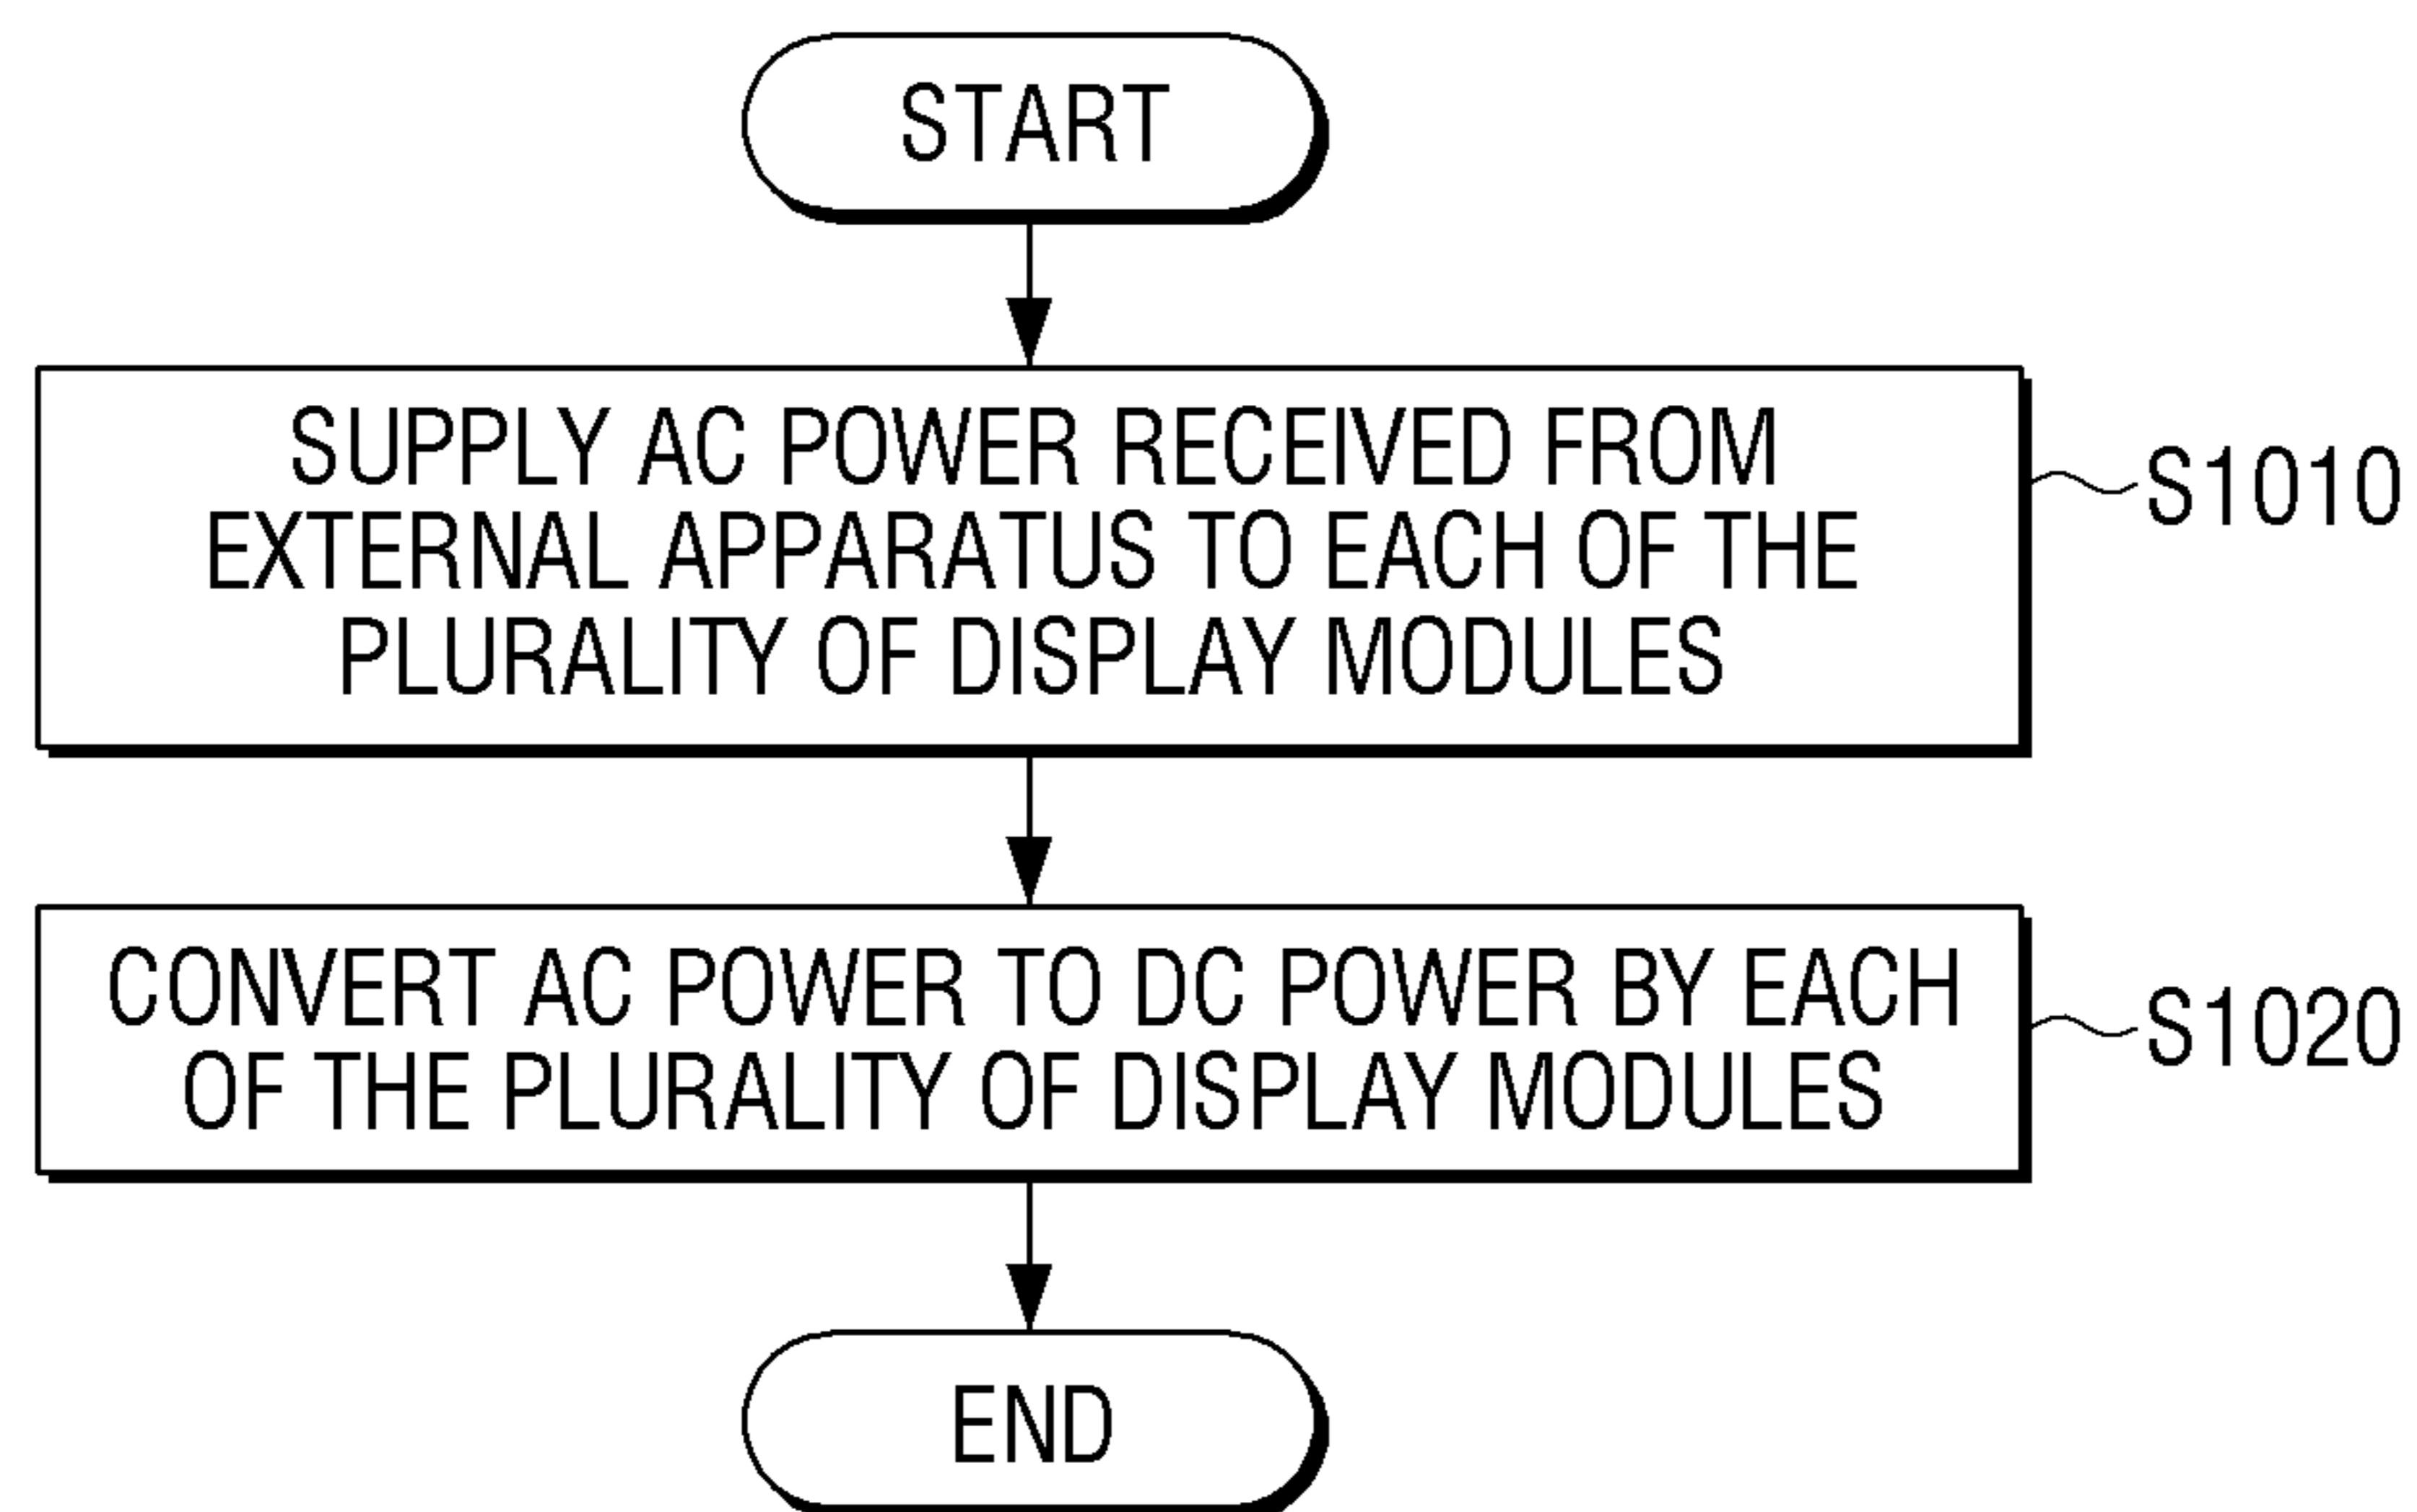 START
SUPPLY AC POWER RECEIVED FROM
EXTERNAL APPARATUS TO EACH OF THE
PLURALITY OF DISPLAY MODULES
S1010
CONVERT AC POWER TO DC POWER BY EACH
OF THE PLURALITY OF DISPLAY MODULES
S1020
END